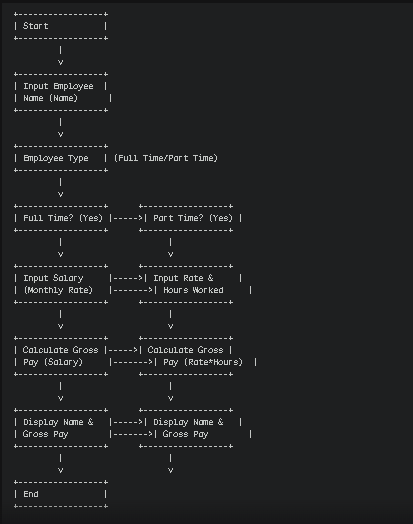 Start
Input Employee
Name (Name)
Employee Type (Full Time/Part Time)
Full Time? (Yes) Part Time? (Yes)
Input Salary Input Rate &
(Monthly Rate) Hours Worked
Calculate Gross Calculate Gross
Pay (Salary) Pay (Rate*Hours)
Display Name & Display Name &
Gross Pay Gross Pay
End